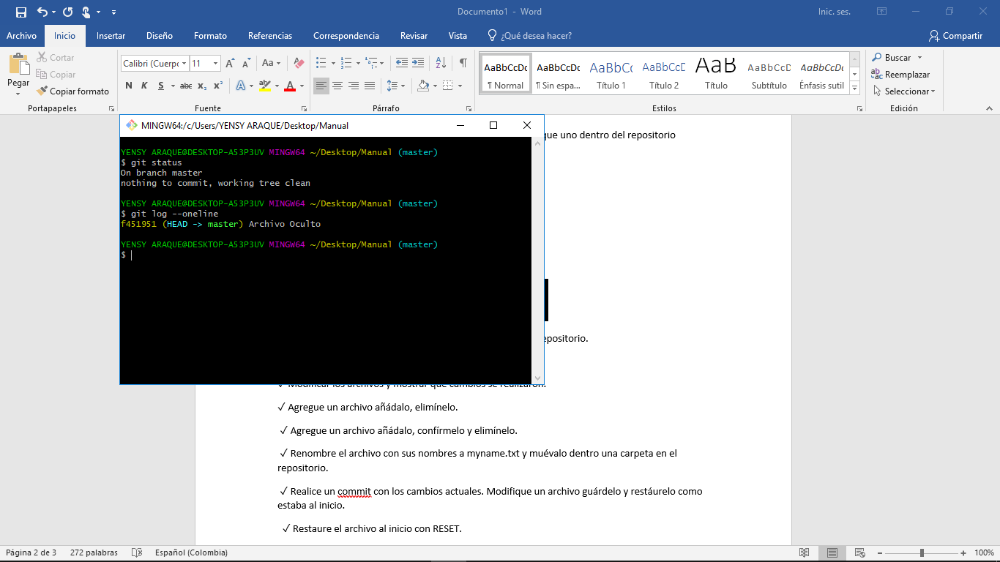 Documento1 - Word
Inic. ses.
Archivo Inicio Insertar Diseño Formato Referencias Correspondencia Revisar Vista ¿Qué desea hacer? Compartir
Pegar
Cortar
Copiar
Copiar formato
Portapapeles
Calibri (Cuerpo 11
Aa
N K S abc x₂ x²
Fuente
Párrafo
AaBbCcDc
¶ Normal
AaBbCcDc
¶ Sin espa...
AaBbCc
Título 1
AaBbCcD
Título 2
AaB
Título
AaBbCcD
Subtítulo
AaBbCcDc
Énfasis sutil
Estilos
Buscar
Reemplazar
Seleccionar
Edición
MINGW64:/c/Users/YENSY ARAQUE/Desktop/Manual
que uno dentro del repositorio
YENSY ARAQUE@DESKTOP-A53P3UV MINGW64 ~/Desktop/Manual (master)
$ git status
On branch master
nothing to commit, working tree clean
YENSY ARAQUE@DESKTOP-A53P3UV MINGW64 ~/Desktop/Manual (master)
$ git log --oneline
f451951 (HEAD -> master) Archivo Oculto
YENSY ARAQUE@DESKTOP-A53P3UV MINGW64 ~/Desktop/Manual (master)
$
epositorio.
✓ Modificar los archivos y mostrar que cambios se realizaron.
✓ Agregue un archivo añádalo, elimínelo.
✓ Agregue un archivo añádalo, confírmelo y elimínelo.
✓ Renombre el archivo con sus nombres a myname.txt y muévalo dentro una carpeta en el
repositorio.
✓ Realice un commit con los cambios actuales. Modifique un archivo guárdelo y restáurelo como
estaba al inicio.
✓ Restaure el archivo al inicio con RESET.
Página 2 de 3 272 palabras Español (Colombia) 100%